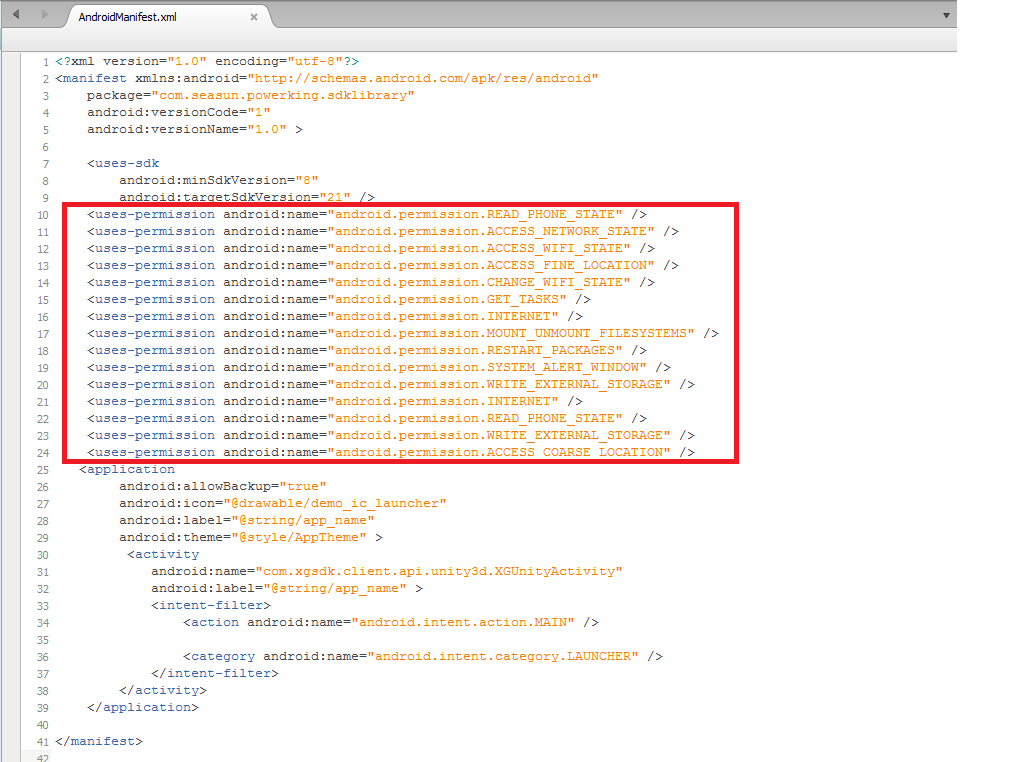 AndroidManifest.xml
1 <?xml version="1.0" encoding="utf-8"?>
2 <manifest xmlns:android="http://schemas.android.com/apk/res/android"
3     package="com.seasun.powerking.sdklibrary"
4     android:versionCode="1"
5     android:versionName="1.0" >
6
7     <uses-sdk
8         android:minSdkVersion="8"
9         android:targetSdkVersion="21" />
10     <uses-permission android:name="android.permission.READ_PHONE_STATE" />
11     <uses-permission android:name="android.permission.ACCESS_NETWORK_STATE" />
12     <uses-permission android:name="android.permission.ACCESS_WIFI_STATE" />
13     <uses-permission android:name="android.permission.ACCESS_FINE_LOCATION" />
14     <uses-permission android:name="android.permission.CHANGE_WIFI_STATE" />
15     <uses-permission android:name="android.permission.GET_TASKS" />
16     <uses-permission android:name="android.permission.INTERNET" />
17     <uses-permission android:name="android.permission.MOUNT_UNMOUNT_FILESYSTEMS" />
18     <uses-permission android:name="android.permission.RESTART_PACKAGES" />
19     <uses-permission android:name="android.permission.SYSTEM_ALERT_WINDOW" />
20     <uses-permission android:name="android.permission.WRITE_EXTERNAL_STORAGE" />
21     <uses-permission android:name="android.permission.INTERNET" />
22     <uses-permission android:name="android.permission.READ_PHONE_STATE" />
23     <uses-permission android:name="android.permission.WRITE_EXTERNAL_STORAGE" />
24     <uses-permission android:name="android.permission.ACCESS_COARSE_LOCATION" />
25    <application
26         android:allowBackup="true"
27         android:icon="@drawable/demo_ic_launcher"
28         android:label="@string/app_name"
29         android:theme="@style/AppTheme" >
30          <activity
31             android:name="com.xgsdk.client.api.unity3d.XGUnityActivity"
32             android:label="@string/app_name" >
33             <intent-filter>
34                 <action android:name="android.intent.action.MAIN" />
35
36                 <category android:name="android.intent.category.LAUNCHER" />
37             </intent-filter>
38         </activity>
39     </application>
40
41 </manifest>
42